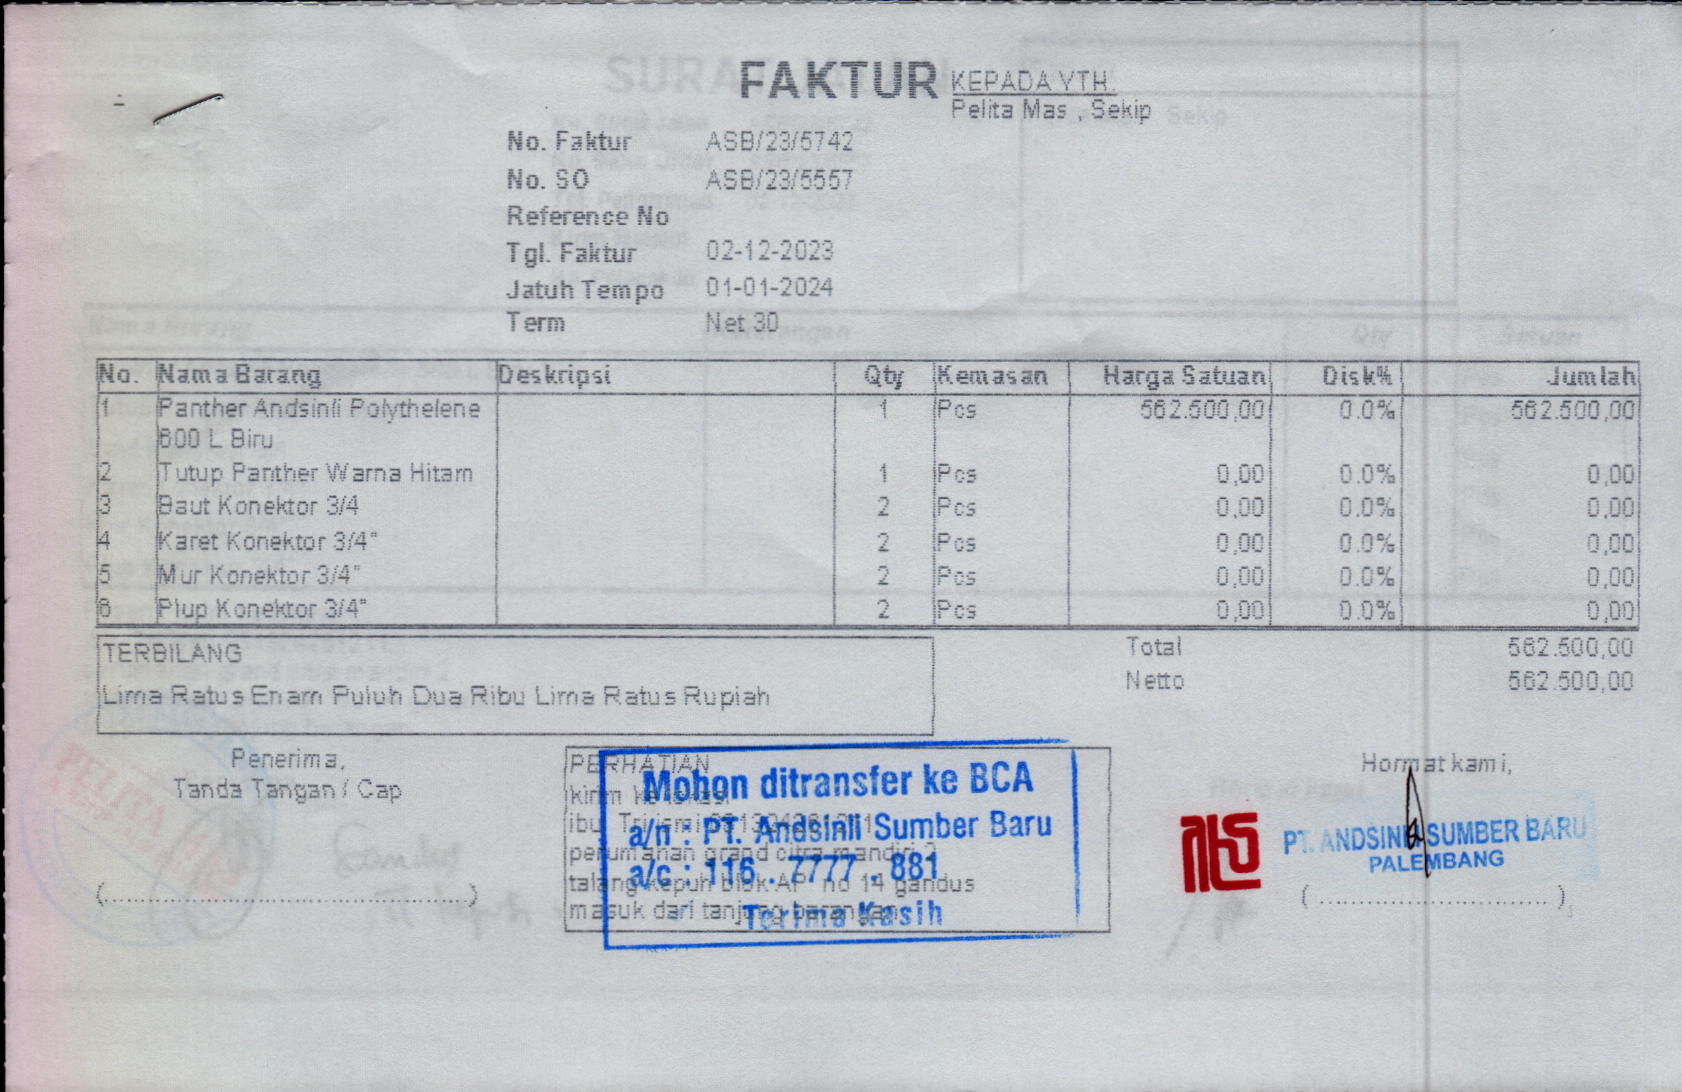 FAKTUR
KEPADA YTH.
Pelita Mas , Sekip
No. Faktur ASB/23/5742
No. SO ASB/23/5557
Reference No
Tgl. Faktur 02-12-2023
Jatuh Tempo 01-01-2024
Term Net 30
No. Nama Barang Deskripsi Qty Kemasan Harga Satuan Disk% Jumlah
1 Panther Andsinli Polythelene 1 Pcs 562.500,00 0.0% 562.500,00
600 L Biru
2 Tutup Panther Warna Hitam 1 Pcs 0,00 0.0% 0,00
3 Baut Konektor 3/4 2 Pcs 0,00 0.0% 0,00
4 Karet Konektor 3/4" 2 Pcs 0,00 0.0% 0,00
5 Mur Konektor 3/4" 2 Pcs 0,00 0.0% 0,00
6 Plup Konektor 3/4" 2 Pcs 0,00 0.0% 0,00
TERBILANG
Lima Ratus Enam Puluh Dua Ribu Lima Ratus Rupiah
Total 562.500,00
Netto 562.500,00
Penerima,
Tanda Tangan / Cap
PELITA
PERHATIAN
kirim ke lokasi
ibu
perumahan grand citra mandiri 2
talang kepuh blok AP no 14 gandus
masuk dari tanjung barangan
Mohon ditransfer ke BCA
a/n : PT. Andsinli Sumber Baru
a/c : 116 . 7777 . 881
Terima Kasih
Hormat kami,
PT. ANDSINLI SUMBER BARU
PALEMBANG